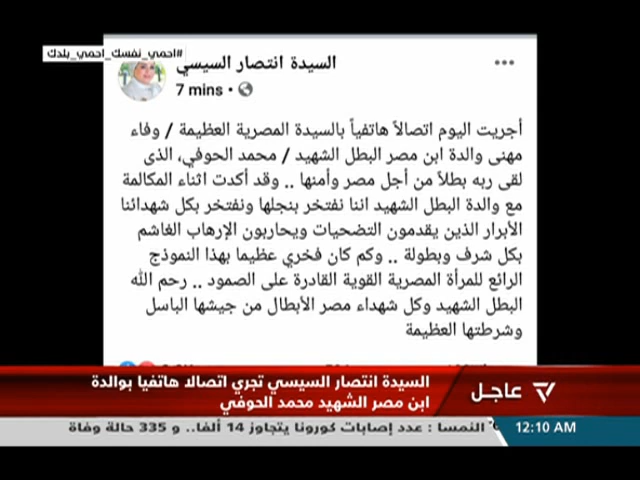 #احمي_نفسك_احمي_بلدك
السيدة انتصار السيسي
7 mins •
أجريت اليوم اتصالاً هاتفياً بالسيدة المصرية العظيمة / وفاء
مهنى والدة ابن مصر البطل الشهيد / محمد الحوفي، الذى
لقى ربه بطلاً من أجل مصر وأمنها .. وقد أكدت اثناء المكالمة
مع والدة البطل الشهيد اننا نفتخر بنجلها ونفتخر بكل شهدائنا
الأبرار الذين يقدمون التضحيات ويحاربون الإرهاب الغاشم
بكل شرف وبطولة .. وكم كان فخري عظيما بهذا النموذج
الرائع للمرأة المصرية القوية القادرة على الصمود .. رحم الله
البطل الشهيد وكل شهداء مصر الأبطال من جيشها الباسل
وشرطتها العظيمة
عاجل
السيدة انتصار السيسي تجري اتصالا هاتفيا بوالدة
ابن مصر الشهيد محمد الحوفي
النمسا : عدد إصابات كورونا يتجاوز 14 ألفا.. و 335 حالة وفاة
12:10 AM